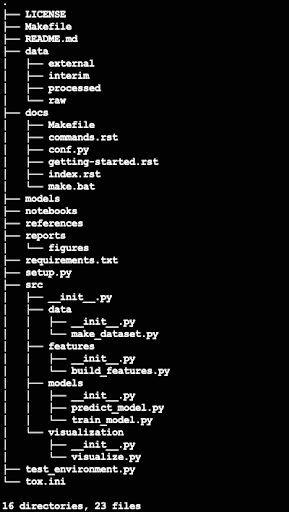 .
├── LICENSE
├── Makefile
├── README.md
├── data
│   ├── external
│   ├── interim
│   ├── processed
│   └── raw
├── docs
│   ├── Makefile
│   ├── commands.rst
│   ├── conf.py
│   ├── getting-started.rst
│   ├── index.rst
│   └── make.bat
├── models
├── notebooks
├── references
├── reports
│   └── figures
├── requirements.txt
├── setup.py
├── src
│   ├── __init__.py
│   ├── data
│   │   ├── __init__.py
│   │   └── make_dataset.py
│   ├── features
│   │   ├── __init__.py
│   │   └── build_features.py
│   ├── models
│   │   ├── __init__.py
│   │   ├── predict_model.py
│   │   └── train_model.py
│   └── visualization
│       ├── __init__.py
│       └── visualize.py
├── test_environment.py
└── tox.ini
16 directories, 23 files